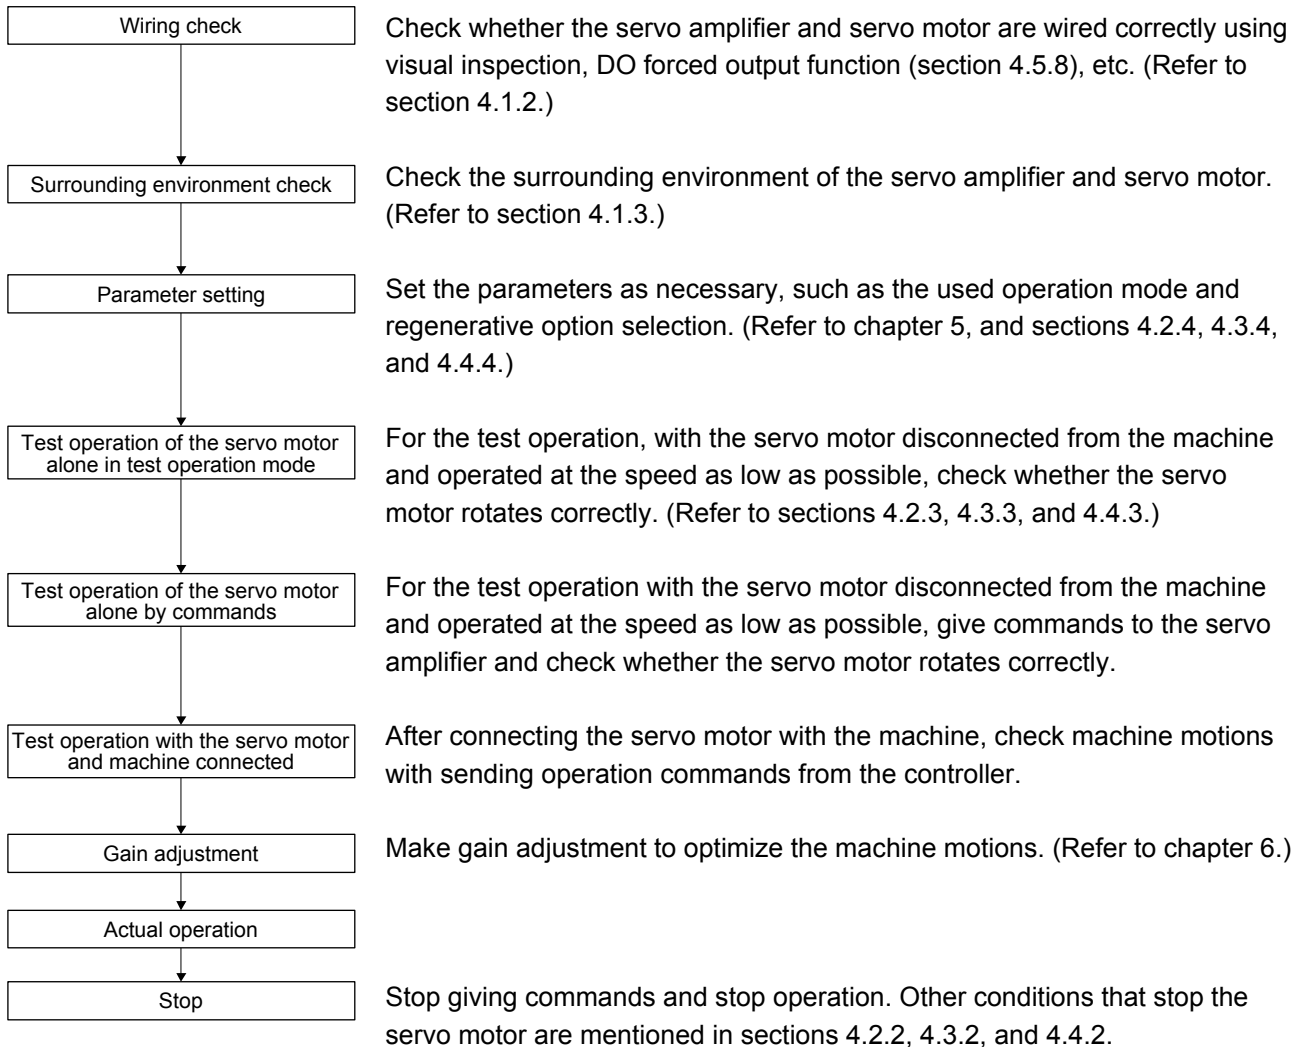 Wiring check
Check whether the servo amplifier and servo motor are wired correctly using
visual inspection, DO forced output function (section 4.5.8), etc. (Refer to
section 4.1.2.)
Surrounding environment check
Check the surrounding environment of the servo amplifier and servo motor.
(Refer to section 4.1.3.)
Parameter setting
Set the parameters as necessary, such as the used operation mode and
regenerative option selection. (Refer to chapter 5, and sections 4.2.4, 4.3.4,
and 4.4.4.)
Test operation of the servo motor
alone in test operation mode
For the test operation, with the servo motor disconnected from the machine
and operated at the speed as low as possible, check whether the servo
motor rotates correctly. (Refer to sections 4.2.3, 4.3.3, and 4.4.3.)
Test operation of the servo motor
alone by commands
For the test operation with the servo motor disconnected from the machine
and operated at the speed as low as possible, give commands to the servo
amplifier and check whether the servo motor rotates correctly.
Test operation with the servo motor
and machine connected
After connecting the servo motor with the machine, check machine motions
with sending operation commands from the controller.
Gain adjustment
Make gain adjustment to optimize the machine motions. (Refer to chapter 6.)
Actual operation
Stop
Stop giving commands and stop operation. Other conditions that stop the
servo motor are mentioned in sections 4.2.2, 4.3.2, and 4.4.2.